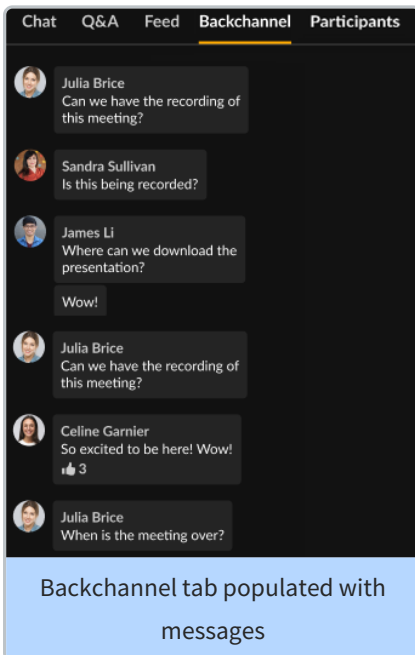 Chat Q&A Feed Backchannel Participants
Julia Brice
Can we have the recording of
this meeting?
Sandra Sullivan
Is this being recorded?
James Li
Where can we download the
presentation?
Wow!
Julia Brice
Can we have the recording of
this meeting?
Celine Garnier
So excited to be here! Wow!
3
Julia Brice
When is the meeting over?
Backchannel tab populated with
messages